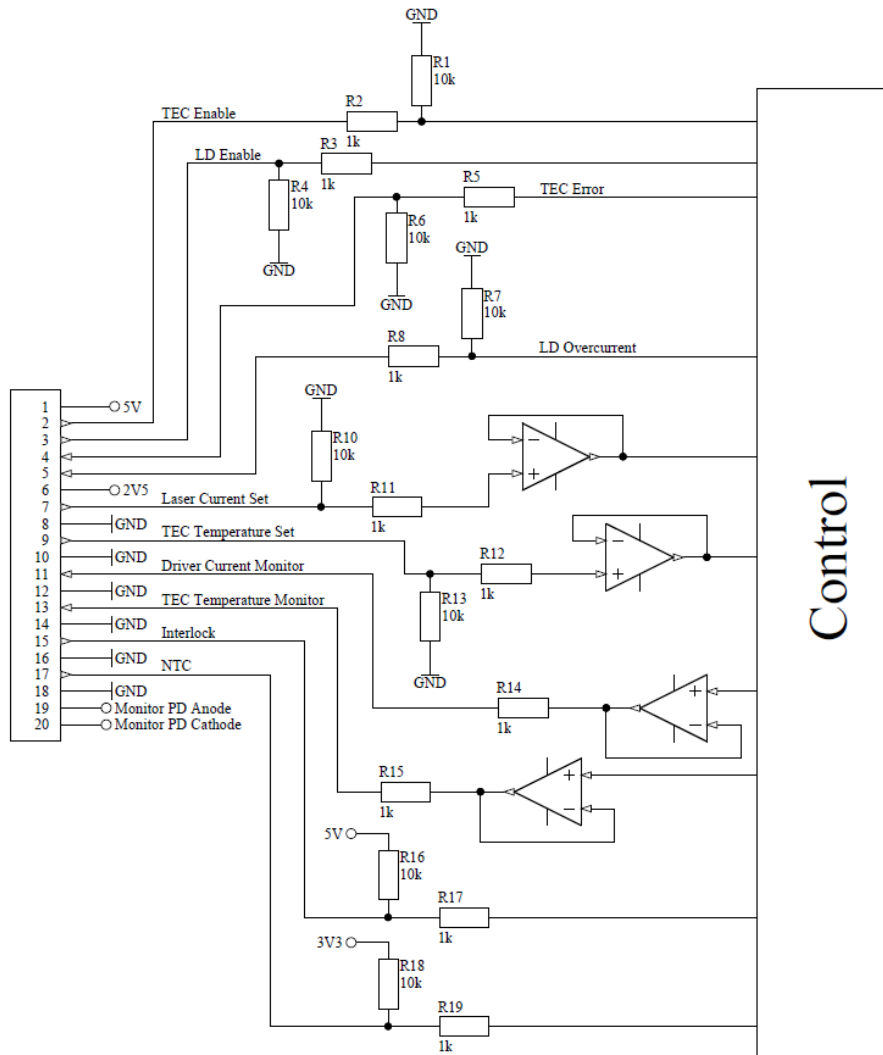 GND
R1
10k
R2
TEC Enable
1k
R3
LD Enable
1k
R4
10k
GND
R5
TEC Error
1k
R6
10k
GND
GND
R7
10k
R8
LD Overcurrent
1k
1
5V
2
3
4
5
6
2V5
7
Laser Current Set
8
GND
9
TEC Temperature Set
10
GND
11
Driver Current Monitor
12
GND
13
TEC Temperature Monitor
14
GND
15
Interlock
16
GND
17
NTC
18
GND
19
Monitor PD Anode
20
Monitor PD Cathode
GND
R10
10k
R11
1k
−
+
R12
1k
−
+
R13
10k
GND
R14
1k
+
−
R15
1k
+
−
5V
R16
10k
R17
1k
3V3
R18
10k
R19
1k
Control